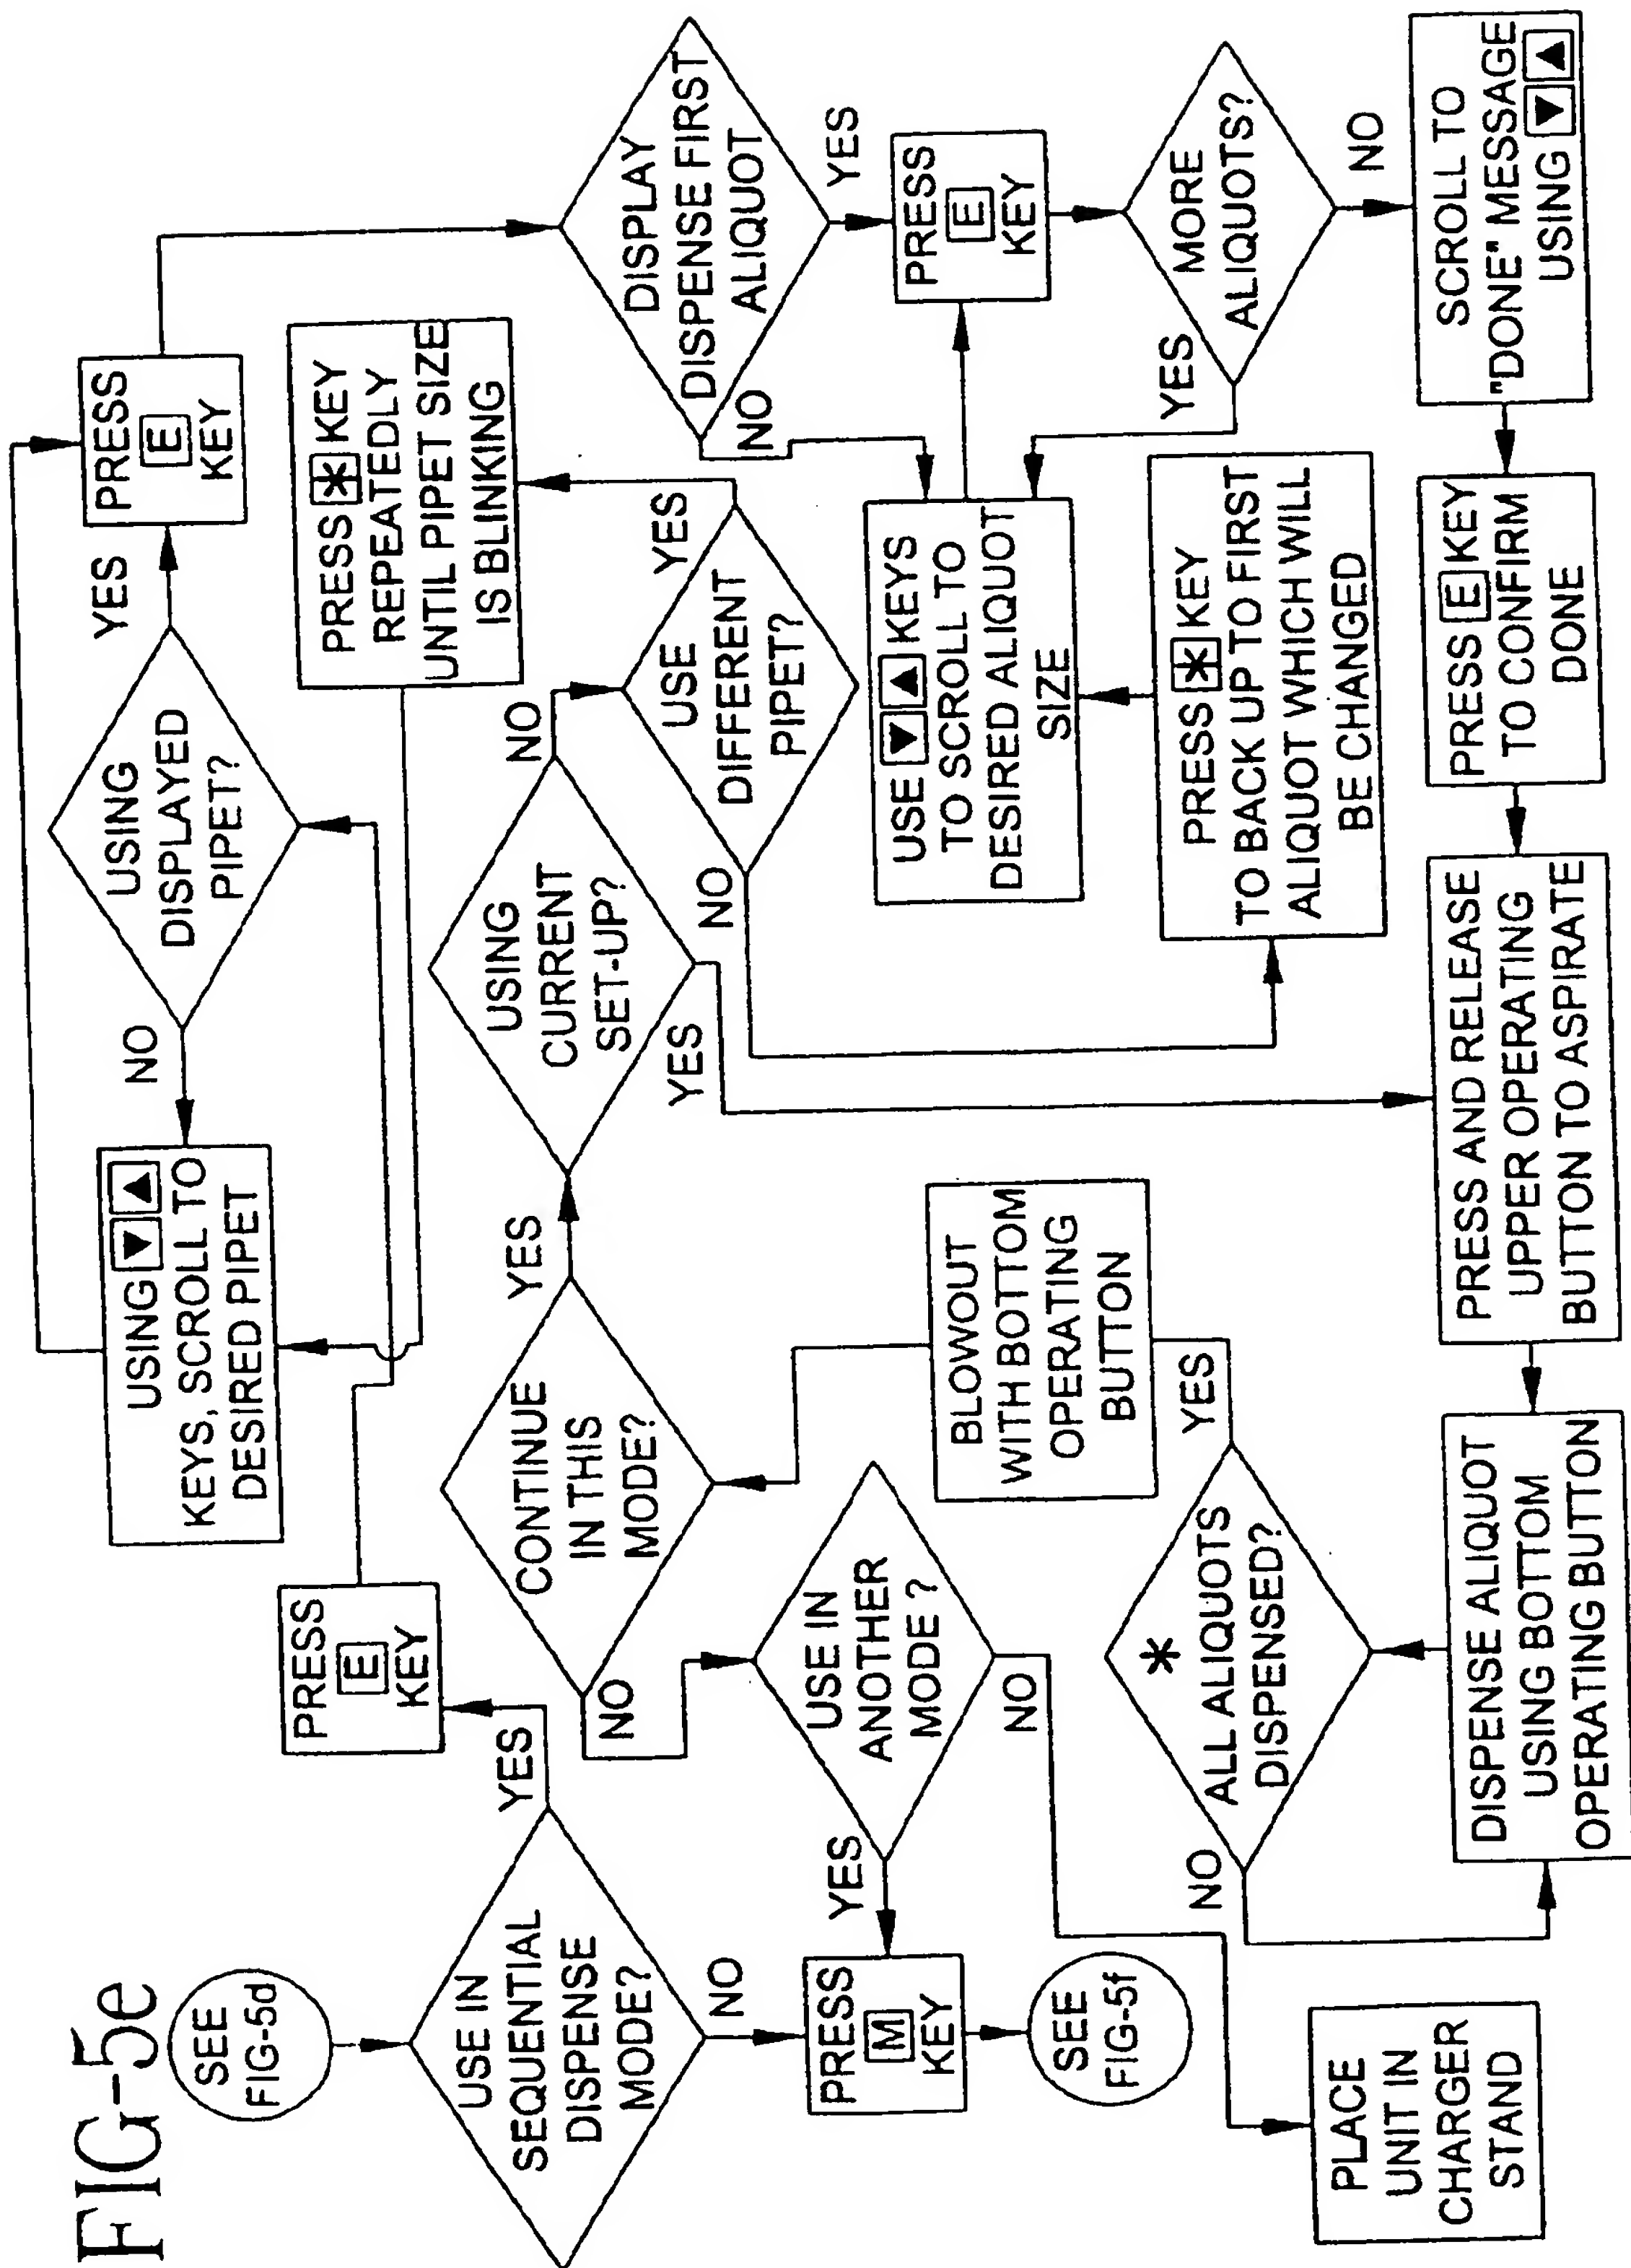 FIG-5e
SEE
FIG-5d
USE IN
SEQUENTIAL
DISPENSE
MODE?
YES
NO
PRESS
E
KEY
PRESS
M
KEY
SEE
FIG-5f
USING ▼ ▲
KEYS, SCROLL TO
DESIRED PIPET
NO
USING
DISPLAYED
PIPET?
YES
PRESS
E
KEY
CONTINUE
IN THIS
MODE?
YES
NO
USING
CURRENT
SET-UP?
NO
YES
USE
DIFFERENT
PIPET?
YES
NO
PRESS * KEY
REPEATEDLY
UNTIL PIPET SIZE
IS BLINKING
DISPLAY
DISPENSE FIRST
ALIQUOT
NO
YES
USE IN
ANOTHER
MODE ?
YES
NO
PLACE
UNIT IN
CHARGER
STAND
BLOWOUT
WITH BOTTOM
OPERATING
BUTTON
USE ▼ ▲ KEYS
TO SCROLL TO
DESIRED ALIQUOT
SIZE
PRESS
E
KEY
PRESS * KEY
TO BACK UP TO FIRST
ALIQUOT WHICH WILL
BE CHANGED
MORE
ALIQUOTS?
YES
NO
*
ALL ALIQUOTS
DISPENSED?
YES
NO
DISPENSE ALIQUOT
USING BOTTOM
OPERATING BUTTON
PRESS AND RELEASE
UPPER OPERATING
BUTTON TO ASPIRATE
PRESS E KEY
TO CONFIRM
DONE
SCROLL TO
"DONE" MESSAGE
USING ▼ ▲